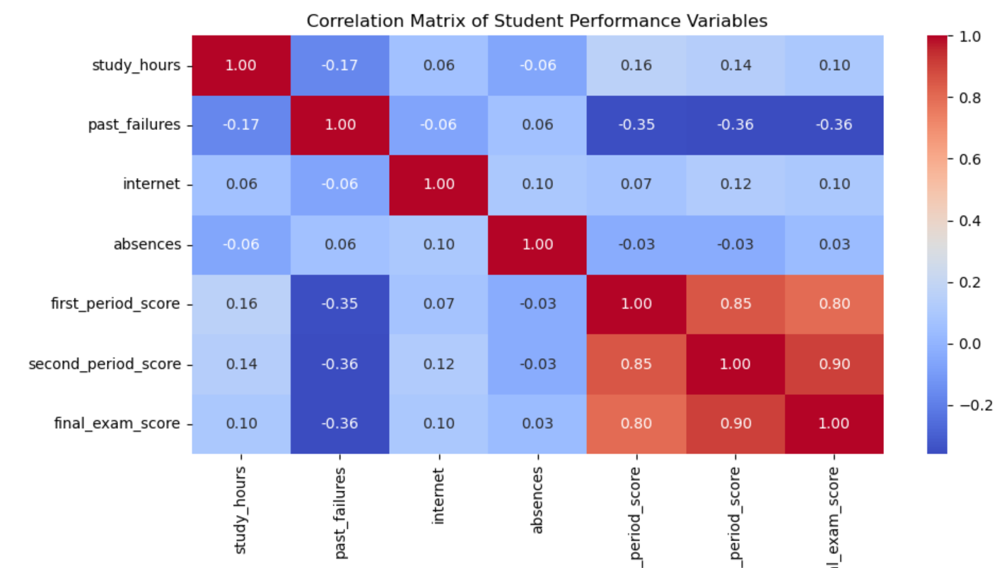 Correlation Matrix of Student Performance Variables
study_hours 1.00 -0.17 0.06 -0.06 0.16 0.14 0.10
past_failures -0.17 1.00 -0.06 0.06 -0.35 -0.36 -0.36
internet 0.06 -0.06 1.00 0.10 0.07 0.12 0.10
absences -0.06 0.06 0.10 1.00 -0.03 -0.03 0.03
first_period_score 0.16 -0.35 0.07 -0.03 1.00 0.85 0.80
second_period_score 0.14 -0.36 0.12 -0.03 0.85 1.00 0.90
final_exam_score 0.10 -0.36 0.10 0.03 0.80 0.90 1.00
study_hours
past_failures
internet
absences
_period_score
_period_score
al_exam_score
1.0
0.8
0.6
0.4
0.2
0.0
−0.2